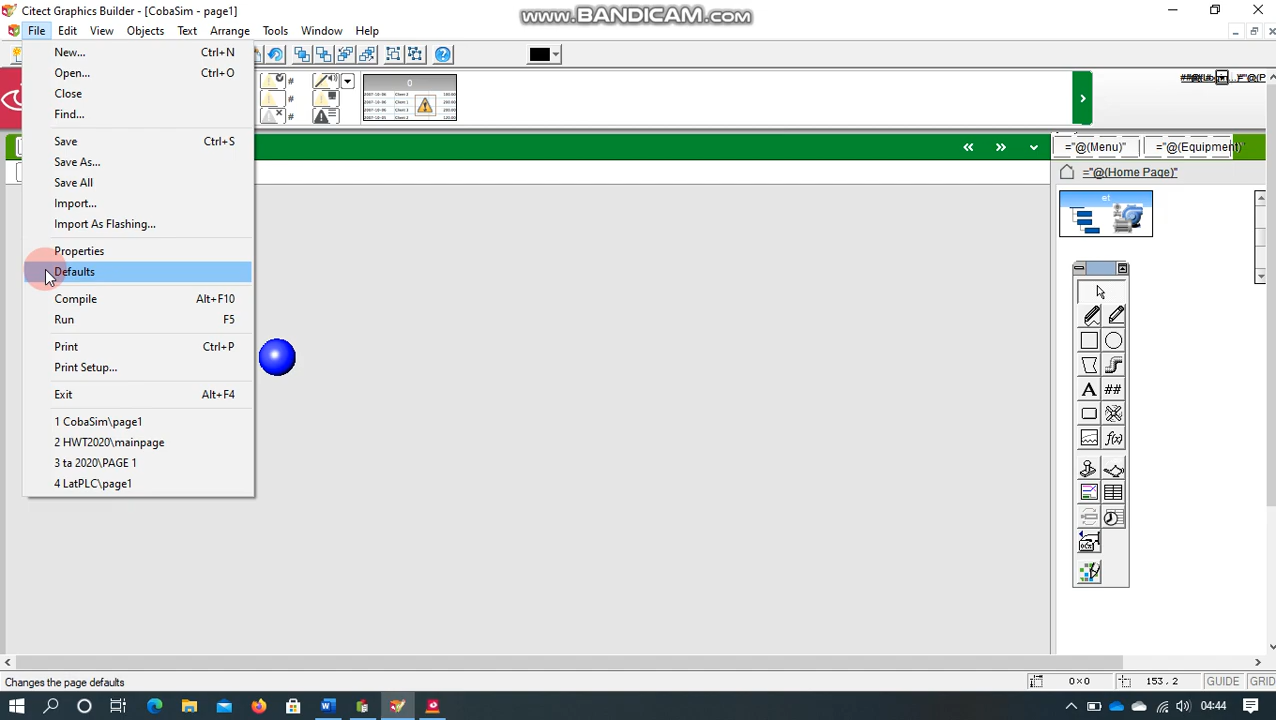 Citect Graphics Builder - [CobaSim - page1]
www.BANDICAM.com
File Edit View Objects Text Arrange Tools Window Help
New... Ctrl+N
Open... Ctrl+O
Close
Find...
Save Ctrl+S
Save As...
Save All
Import...
Import As Flashing...
Properties
Defaults
Compile Alt+F10
Run F5
Print Ctrl+P
Print Setup...
Exit Alt+F4
1 CobaSim\page1
2 HWT2020\mainpage
3 ta 2020\PAGE 1
4 LatPLC\page1
#
#
#
0
="@(Menu)"
="@(Equipment)"
="@(Home Page)"
et
A ##
f(x)
Changes the page defaults
0×0
153, 2
GUIDE
GRID
04:44